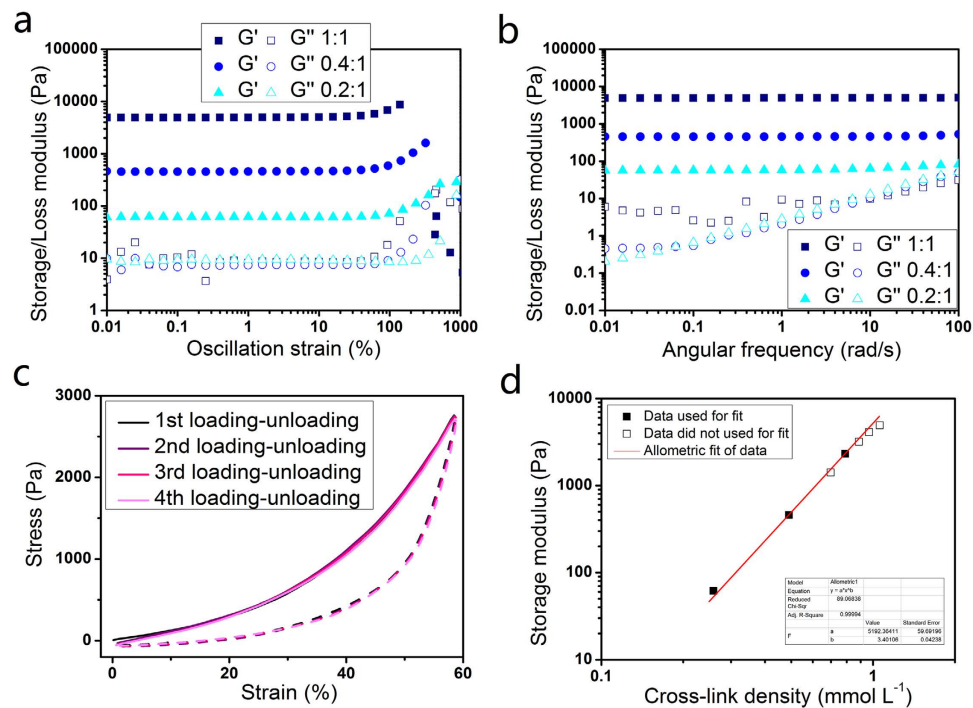 a
Storage/Loss modulus (Pa)
100000
10000
1000
100
10
1
G' G'' 1:1
G' G'' 0.4:1
G' G'' 0.2:1
0.01 0.1 1 10 100 1000
Oscillation strain (%)
b
Storage/Loss modulus (Pa)
100000
10000
1000
100
10
1
0.1
0.01
G' G'' 1:1
G' G'' 0.4:1
G' G'' 0.2:1
0.01 0.1 1 10 100
Angular frequency (rad/s)
c
Stress (Pa)
3000
2000
1000
0
1st loading-unloading
2nd loading-unloading
3rd loading-unloading
4th loading-unloading
0 20 40 60
Strain (%)
d
Storage modulus (Pa)
10000
1000
100
10
Data used for fit
Data did not used for fit
Allometric fit of data
Model Allometric1
Equation y = a*x^b
Reduced Chi-Sqr 89.06838
Adj. R-Square 0.99994
Value Standard Error
F a 5192.36411 59.69196
b 3.40106 0.04238
0.1 1
Cross-link density (mmol L⁻¹)